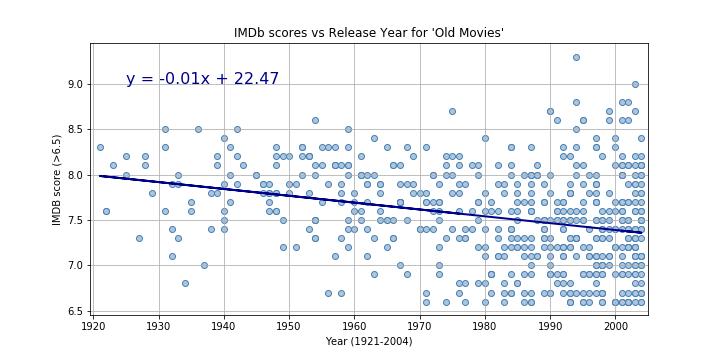 IMDb scores vs Release Year for 'Old Movies'
y = -0.01x + 22.47
IMDB score (>6.5)
9.0
8.5
8.0
7.5
7.0
6.5
1920 1930 1940 1950 1960 1970 1980 1990 2000
Year (1921-2004)